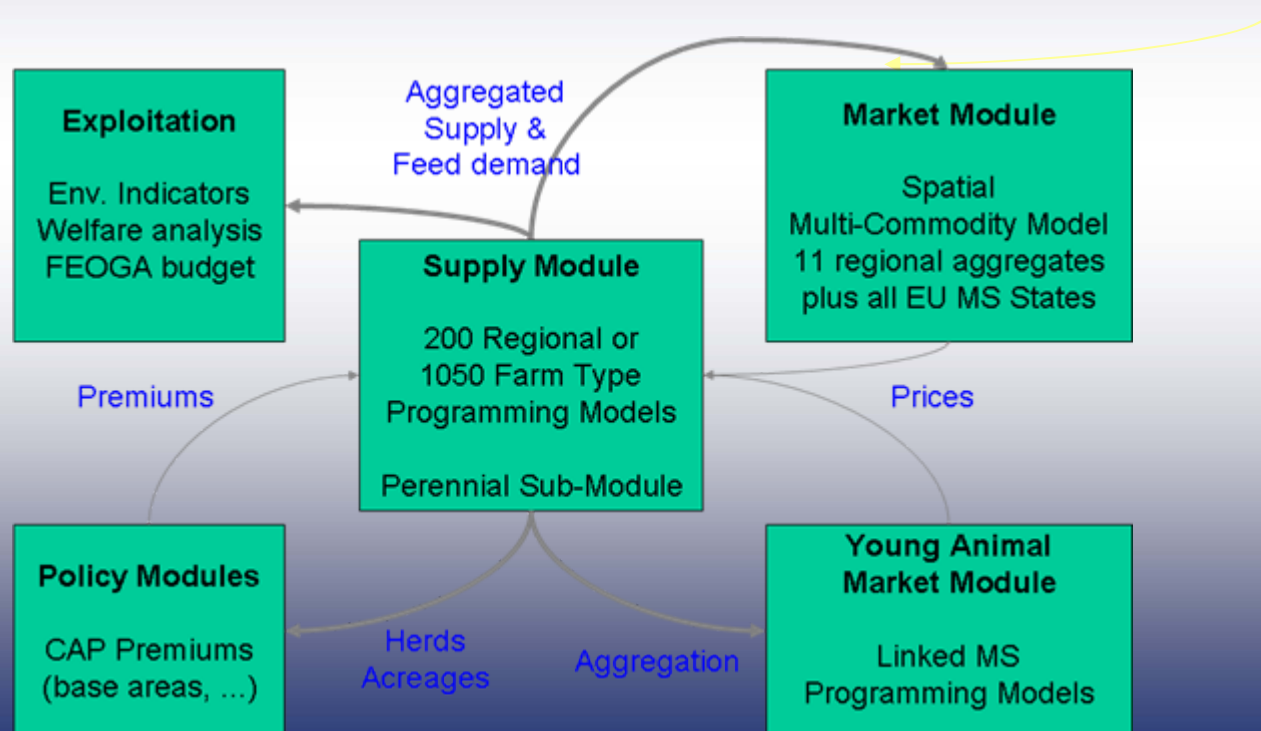 Exploitation
Env. Indicators
Welfare analysis
FEOGA budget
Aggregated
Supply &
Feed demand
Market Module
Spatial
Multi-Commodity Model
11 regional aggregates
plus all EU MS States
Supply Module
200 Regional or
1050 Farm Type
Programming Models
Perennial Sub-Module
Premiums
Prices
Policy Modules
CAP Premiums
(base areas, ...)
Herds
Acreages
Aggregation
Young Animal
Market Module
Linked MS
Programming Models